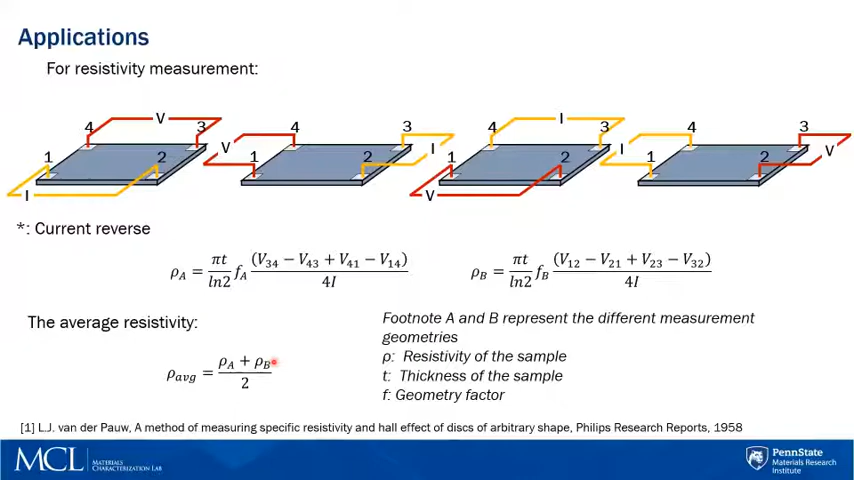 Applications
For resistivity measurement:
V
4 3
1 2
I
V
4 3
1 2
I
I
4 3
1 2
V
I
4 3
1 2
V
*: Current reverse
ρ_A = πt/ln2 f_A (V_34 − V_43 + V_41 − V_14)/4I
ρ_B = πt/ln2 f_B (V_12 − V_21 + V_23 − V_32)/4I
The average resistivity:
ρ_avg = (ρ_A + ρ_B)/2
Footnote A and B represent the different measurement
geometries
ρ: Resistivity of the sample
t: Thickness of the sample
f: Geometry factor
[1] L.J. van der Pauw, A method of measuring specific resistivity and hall effect of discs of arbitrary shape, Philips Research Reports, 1958
MCL MATERIALS
CHARACTERIZATION LAB
PennState
Materials Research
Institute